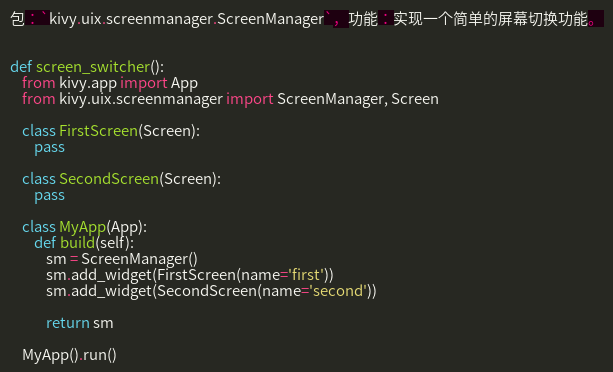 包：`kivy.uix.screenmanager.ScreenManager`，功能：实现一个简单的屏幕切换功能。
def screen_switcher():
from kivy.app import App
from kivy.uix.screenmanager import ScreenManager, Screen
class FirstScreen(Screen):
pass
class SecondScreen(Screen):
pass
class MyApp(App):
def build(self):
sm = ScreenManager()
sm.add_widget(FirstScreen(name='first'))
sm.add_widget(SecondScreen(name='second'))
return sm
MyApp().run()